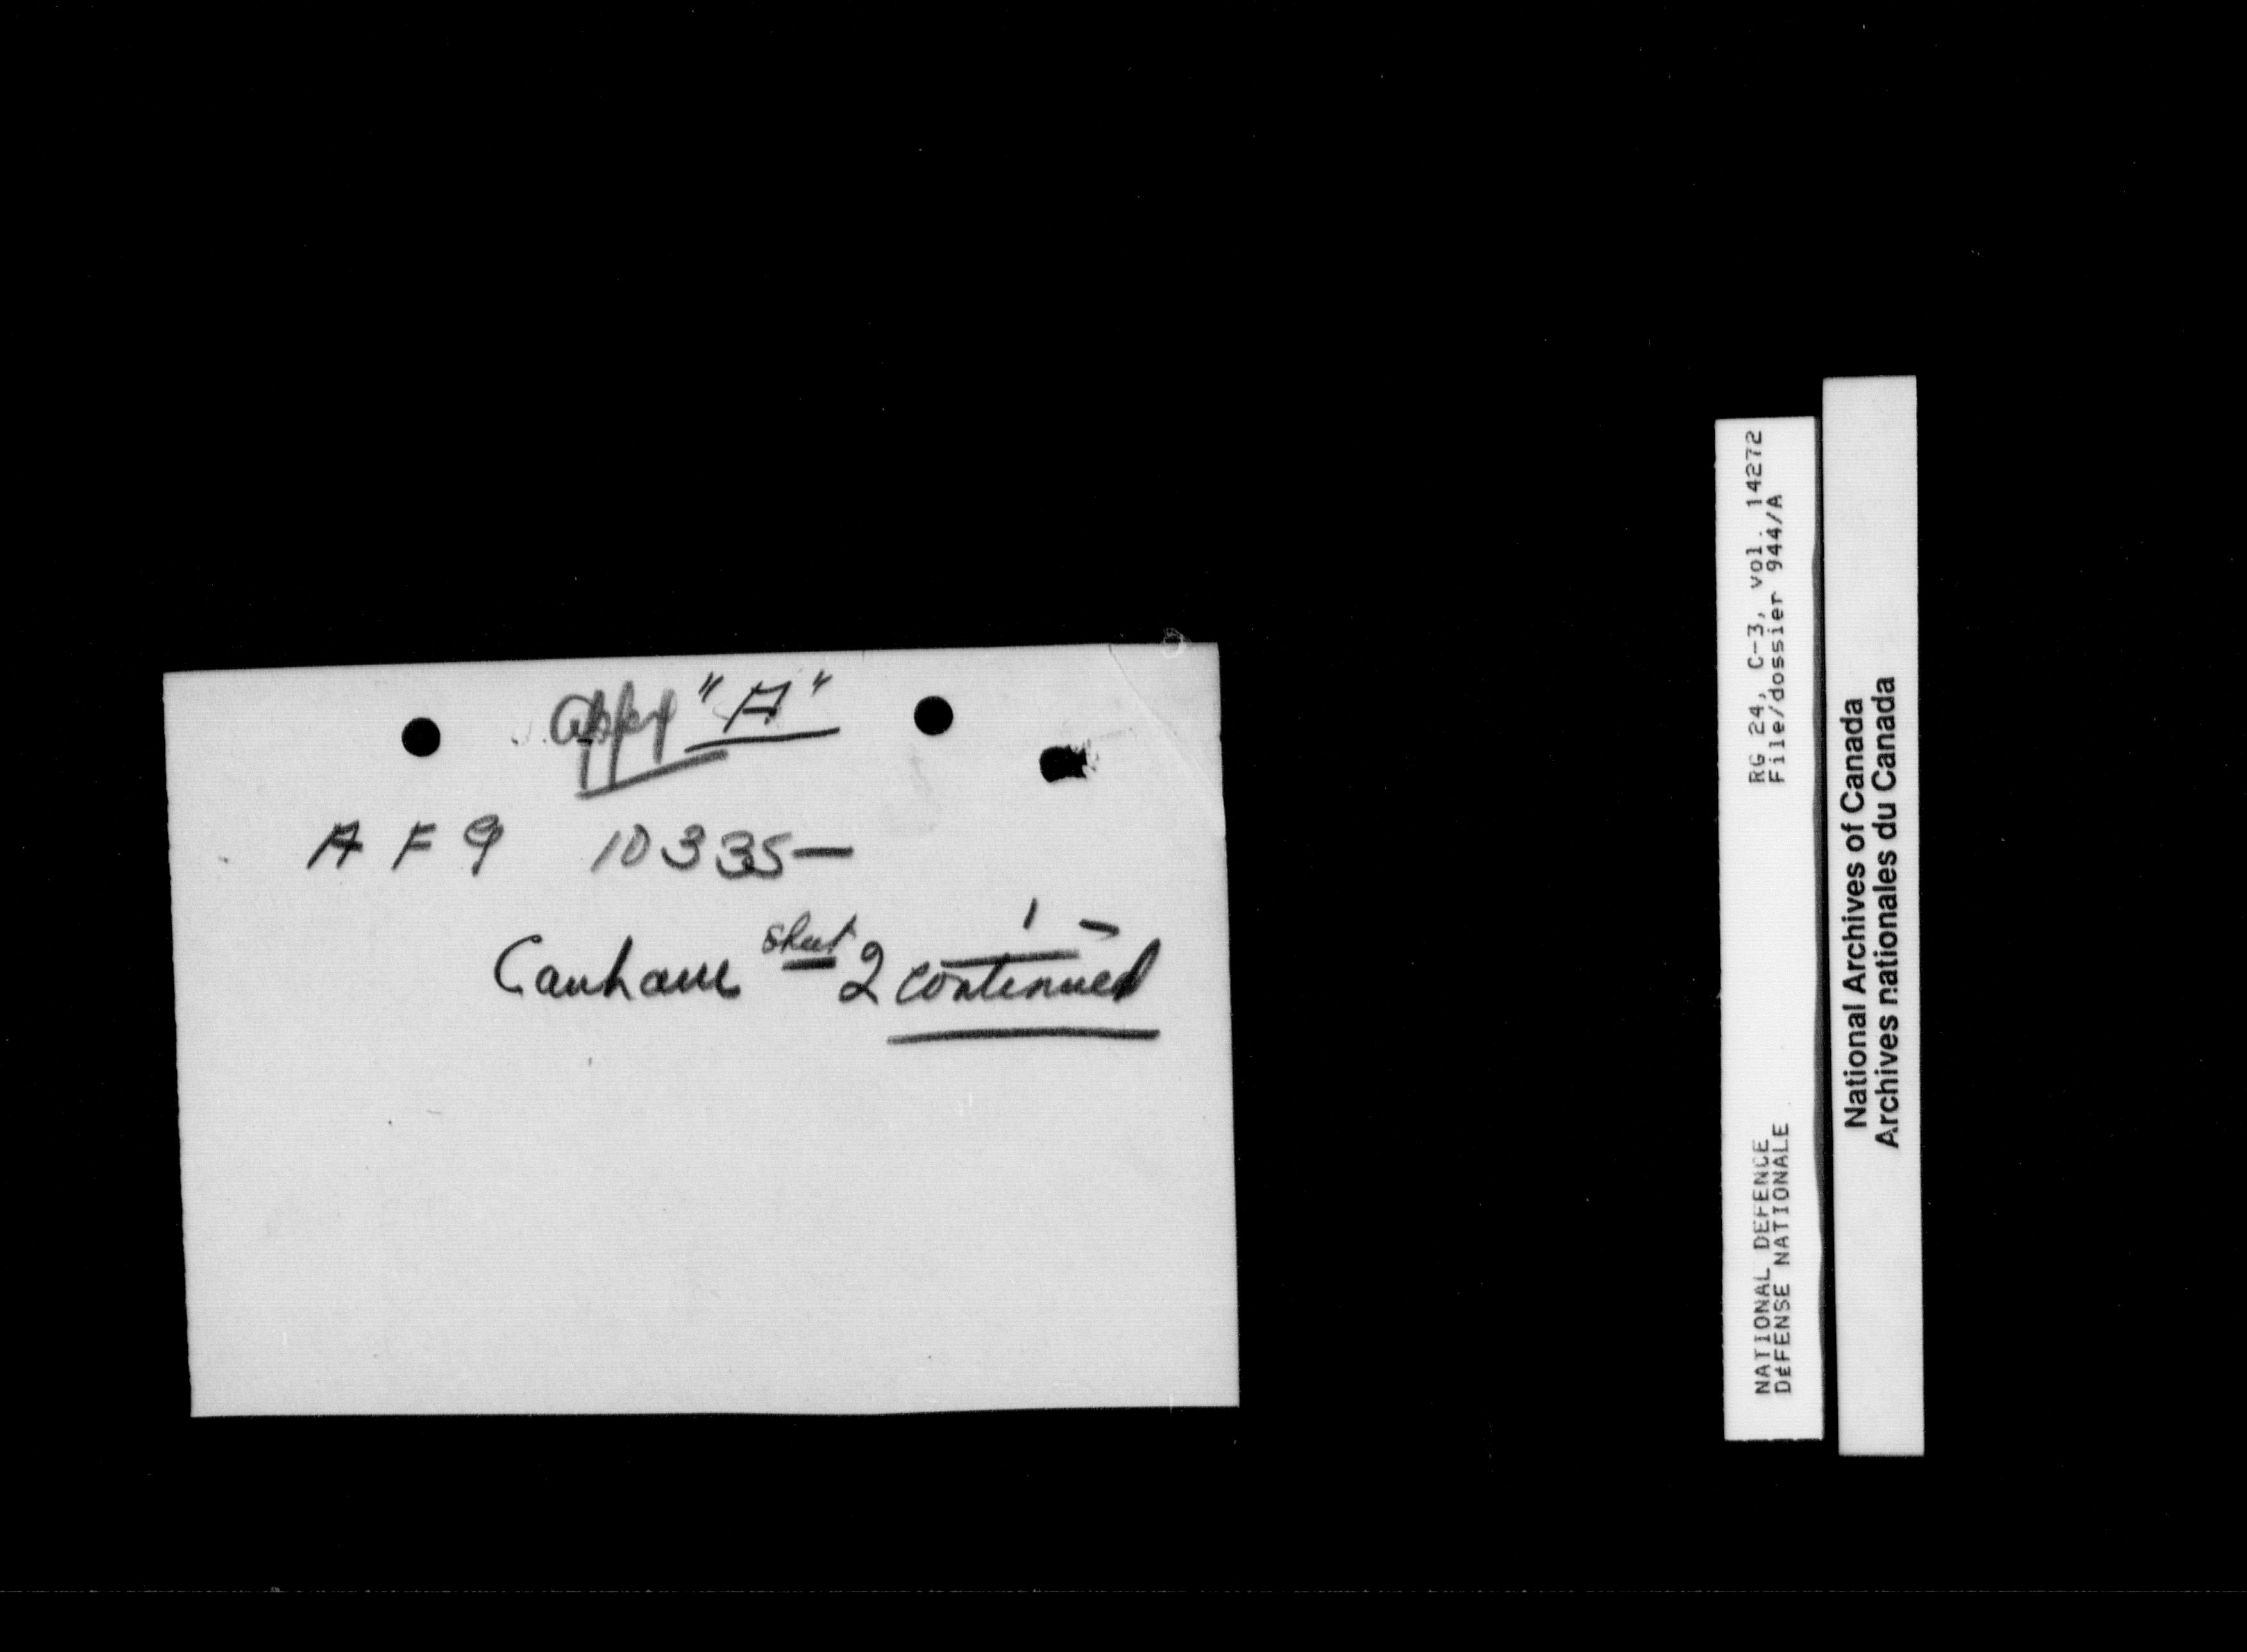 Appx "A"
A F 9 10335
Canham sheet 2 continued
RG 24, C-3, vol. 14272
File/dossier 944/A
NATIONAL DEFENCE
DéFENSE NATIONALE
National Archives of Canada
Archives nationales du Canada